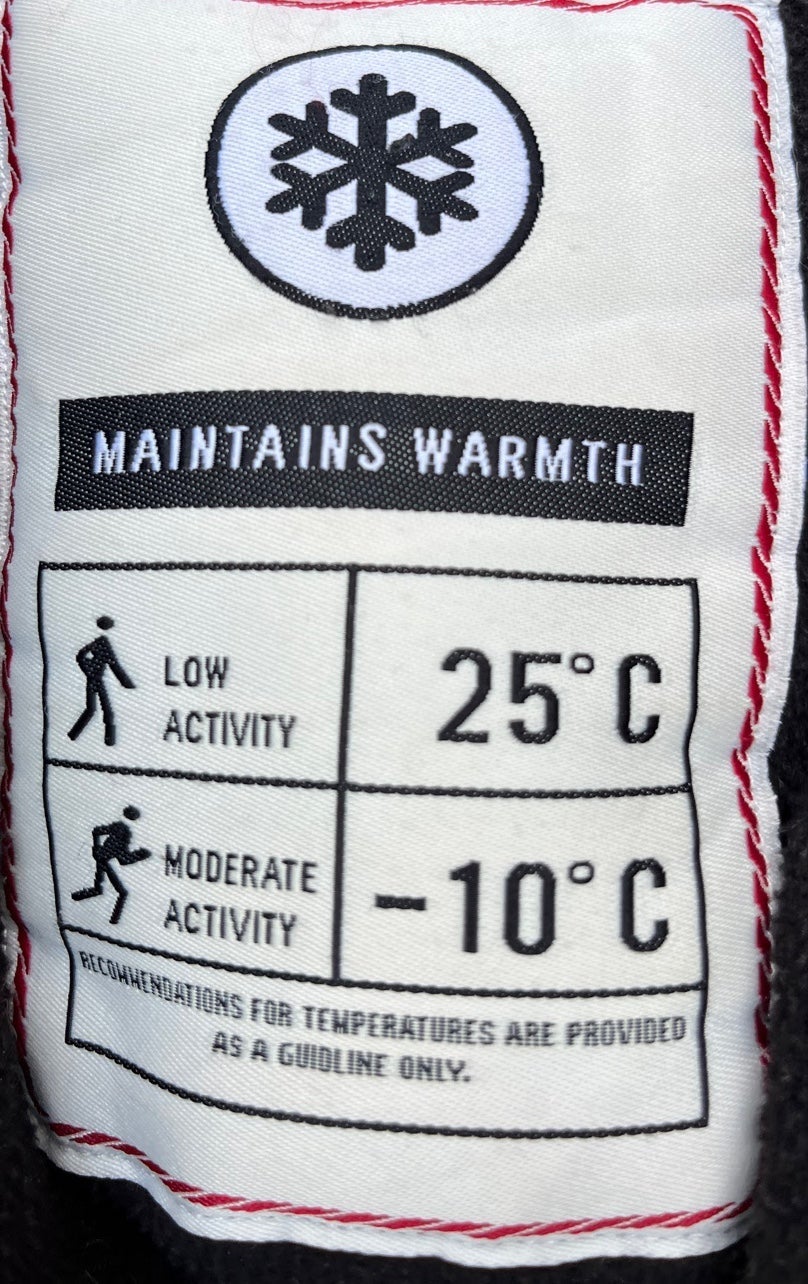 MAINTAINS WARMTH
LOW
ACTIVITY
25°C
MODERATE
ACTIVITY
-10°C
RECOMMENDATIONS FOR TEMPERATURES ARE PROVIDED
AS A GUIDLINE ONLY.